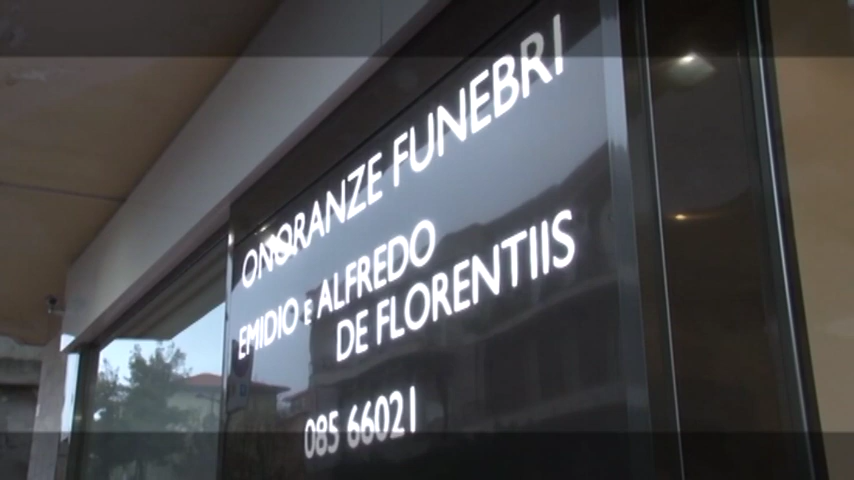 ONORANZE FUNEBRI
EMIDIO E ALFREDO
DE FLORENTIIS
085 66021